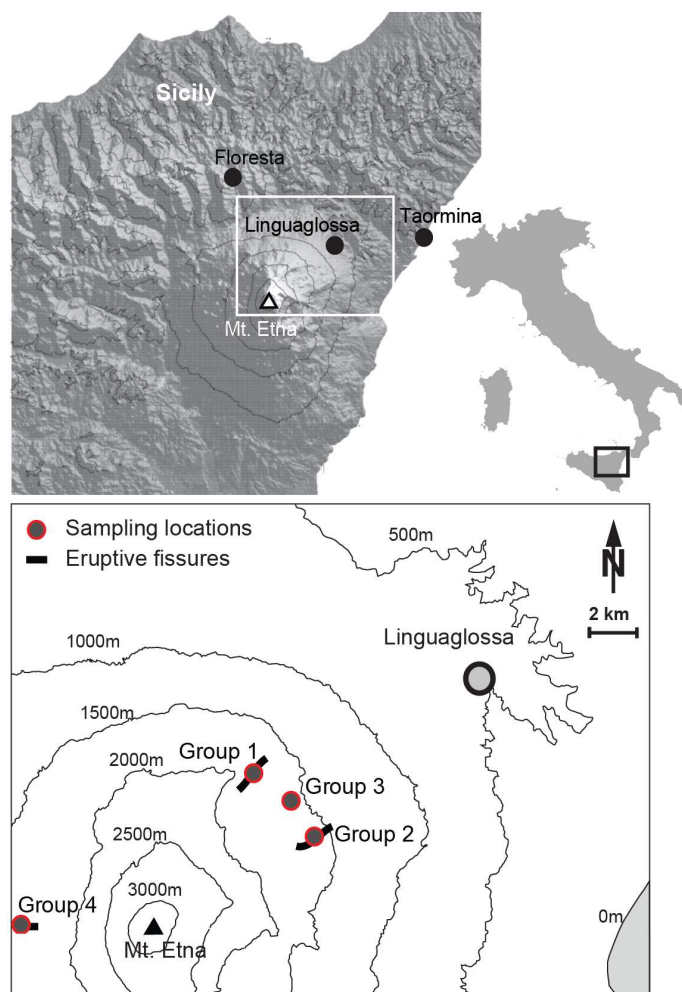 Sicily
Floresta
Linguaglossa
Taormina
Mt. Etna
Sampling locations
Eruptive fissures
500m
N
2 km
Linguaglossa
1000m
1500m
Group 1
2000m
Group 3
2500m
Group 2
3000m
Group 4
0m
Mt. Etna